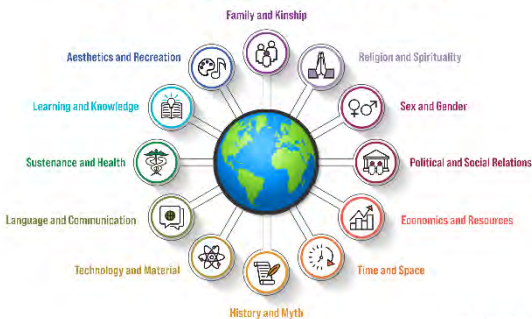 Family and Kinship
Aesthetics and Recreation
Religion and Spirituality
Learning and Knowledge
Sex and Gender
Sustenance and Health
Political and Social Relations
Language and Communication
Economics and Resources
Technology and Material
Time and Space
History and Myth